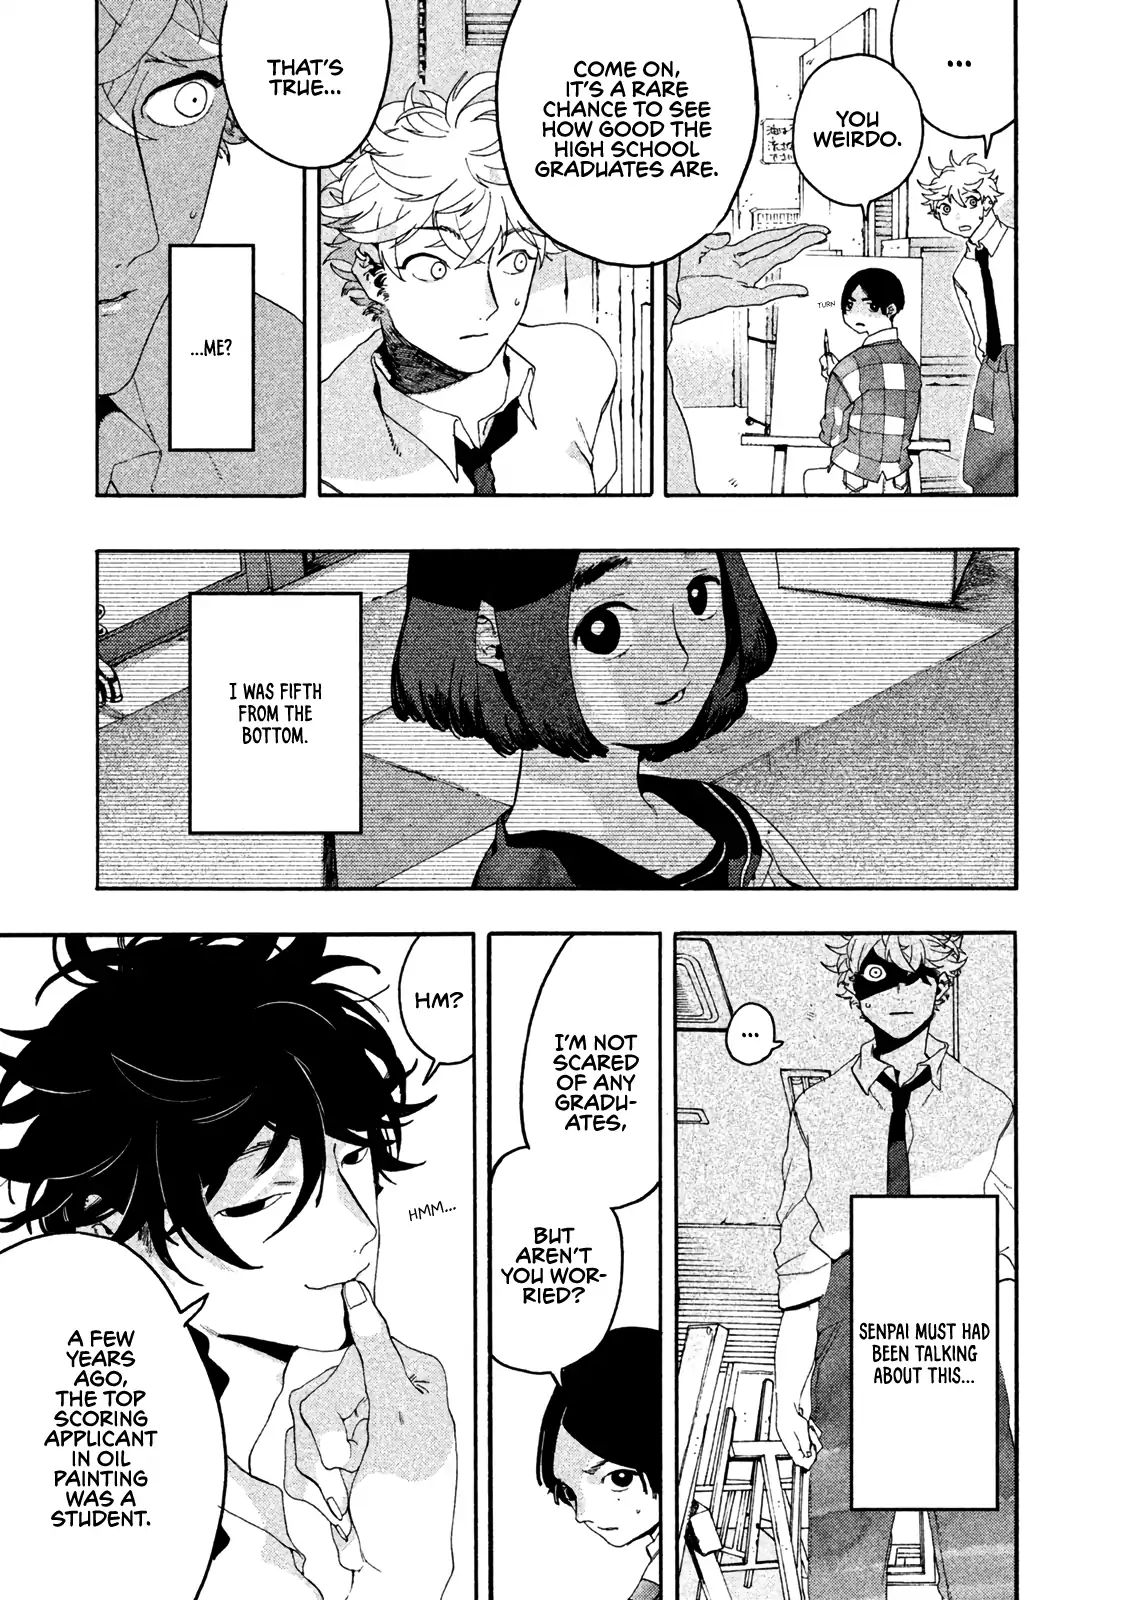 ...
YOU
WEIRDO.
TURN
COME ON,
IT'S A RARE
CHANCE TO SEE
HOW GOOD THE
HIGH SCHOOL
GRADUATES ARE.
THAT'S
TRUE...
...ME?
I WAS FIFTH
FROM THE
BOTTOM.
...
SENPAI MUST HAD
BEEN TALKING
ABOUT THIS...
I'M NOT
SCARED
OF ANY
GRADU-
ATES,
BUT
AREN'T
YOU WOR-
RIED?
HM?
HMM...
A FEW
YEARS
AGO,
THE TOP
SCORING
APPLICANT
IN OIL
PAINTING
WAS A
STUDENT.